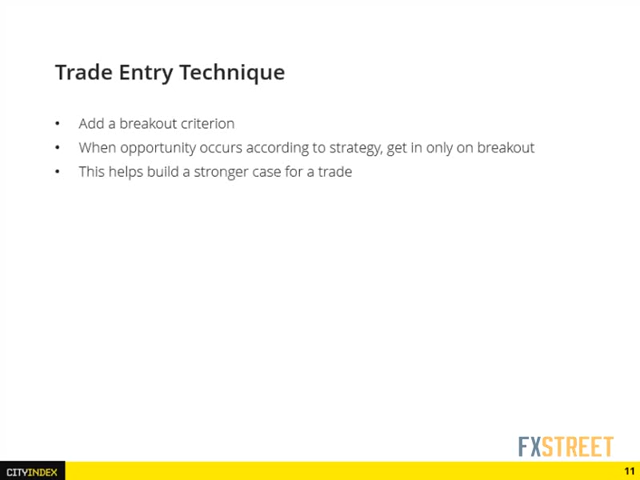 Trade Entry Technique
• Add a breakout criterion
• When opportunity occurs according to strategy, get in only on breakout
• This helps build a stronger case for a trade
FXSTREET
CITYINDEX
11